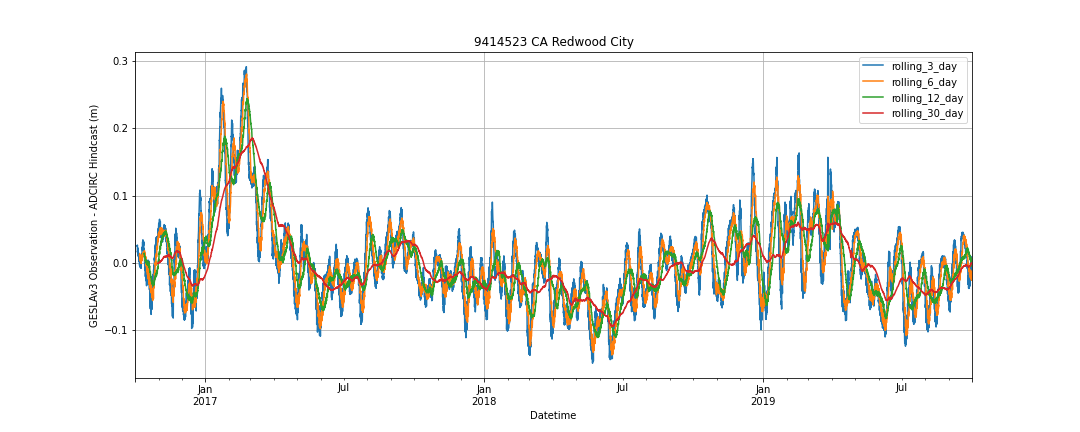 9414523 CA Redwood City
GESLAv3 Observation - ADCIRC Hindcast (m)
0.3
0.2
0.1
0.0
−0.1
rolling_3_day
rolling_6_day
rolling_12_day
rolling_30_day
Jan
2017
Jul
Jan
2018
Jul
Jan
2019
Jul
Datetime